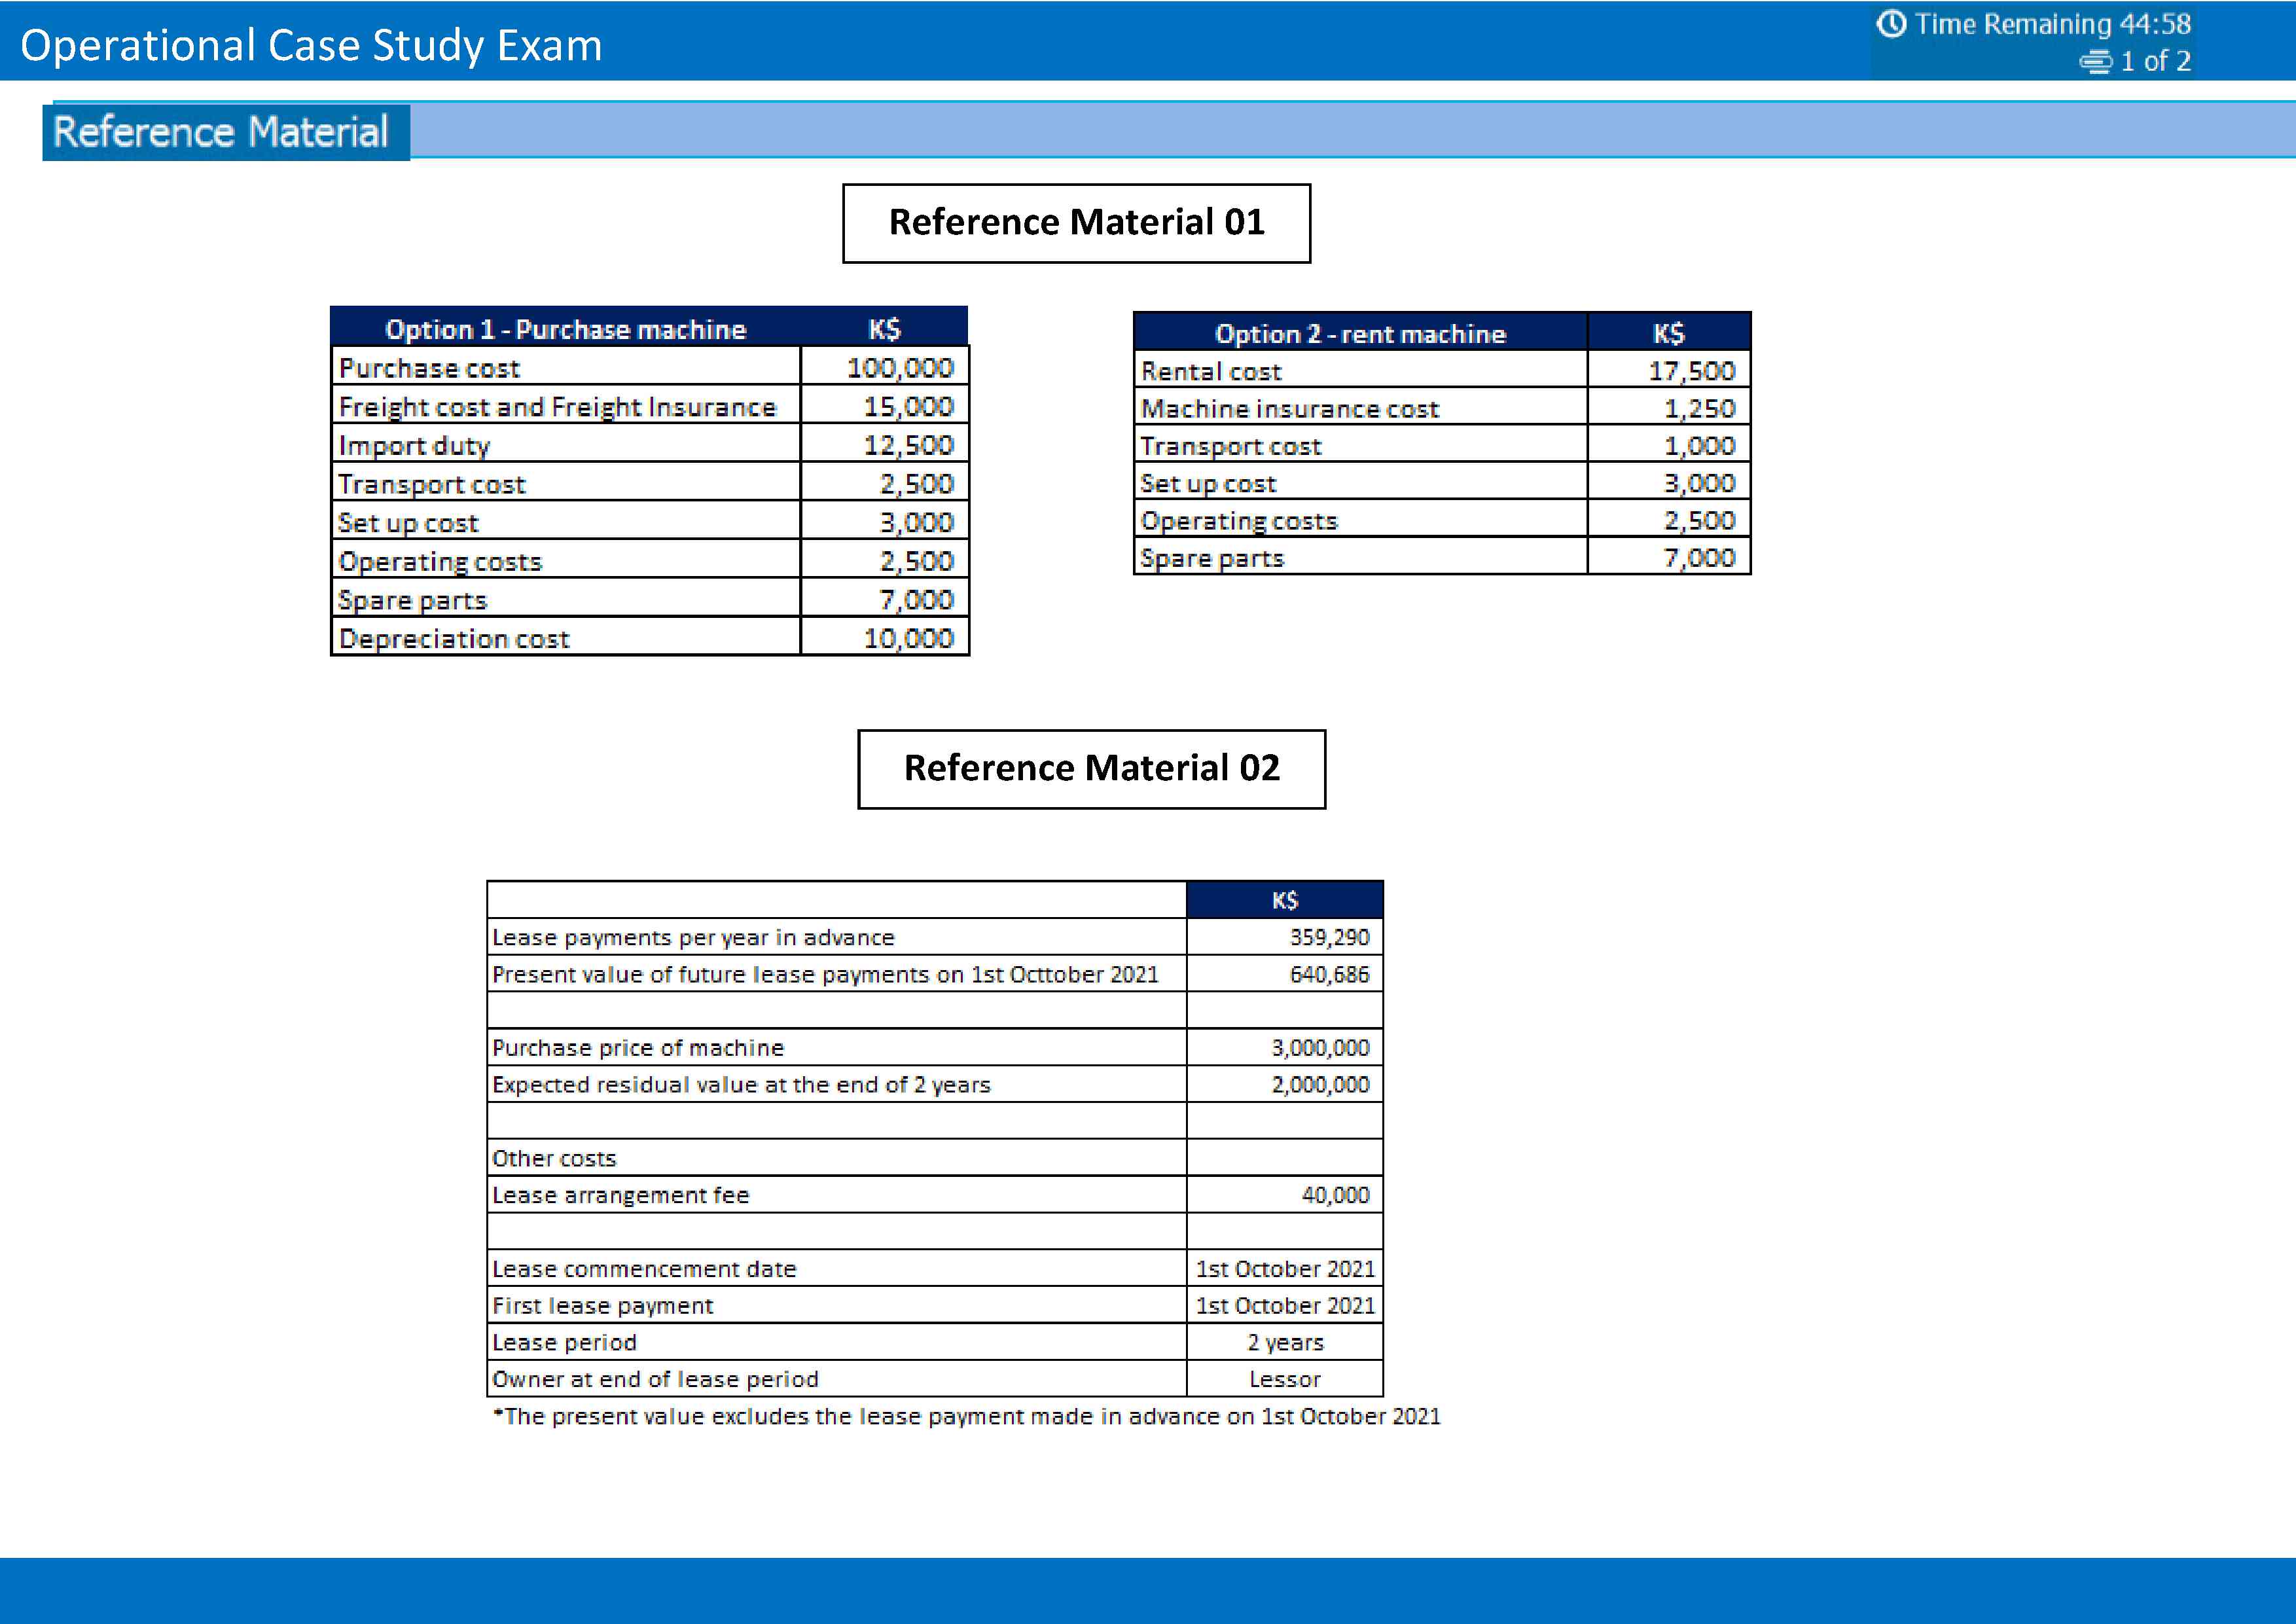 Operational Case Study Exam
Time Remaining 44:58
1 of 2
Reference Material
Reference Material 01
Option 1 - Purchase machine K$
Purchase cost 100,000
Freight cost and Freight Insurance 15,000
Import duty 12,500
Transport cost 2,500
Set up cost 3,000
Operating costs 2,500
Spare parts 7,000
Depreciation cost 10,000
Option 2 - rent machine K$
Rental cost 17,500
Machine insurance cost 1,250
Transport cost 1,000
Set up cost 3,000
Operating costs 2,500
Spare parts 7,000
Reference Material 02
K$
Lease payments per year in advance 359,290
Present value of future lease payments on 1st Octtober 2021 640,686
Purchase price of machine 3,000,000
Expected residual value at the end of 2 years 2,000,000
Other costs
Lease arrangement fee 40,000
Lease commencement date 1st October 2021
First lease payment 1st October 2021
Lease period 2 years
Owner at end of lease period Lessor
*The present value excludes the lease payment made in advance on 1st October 2021